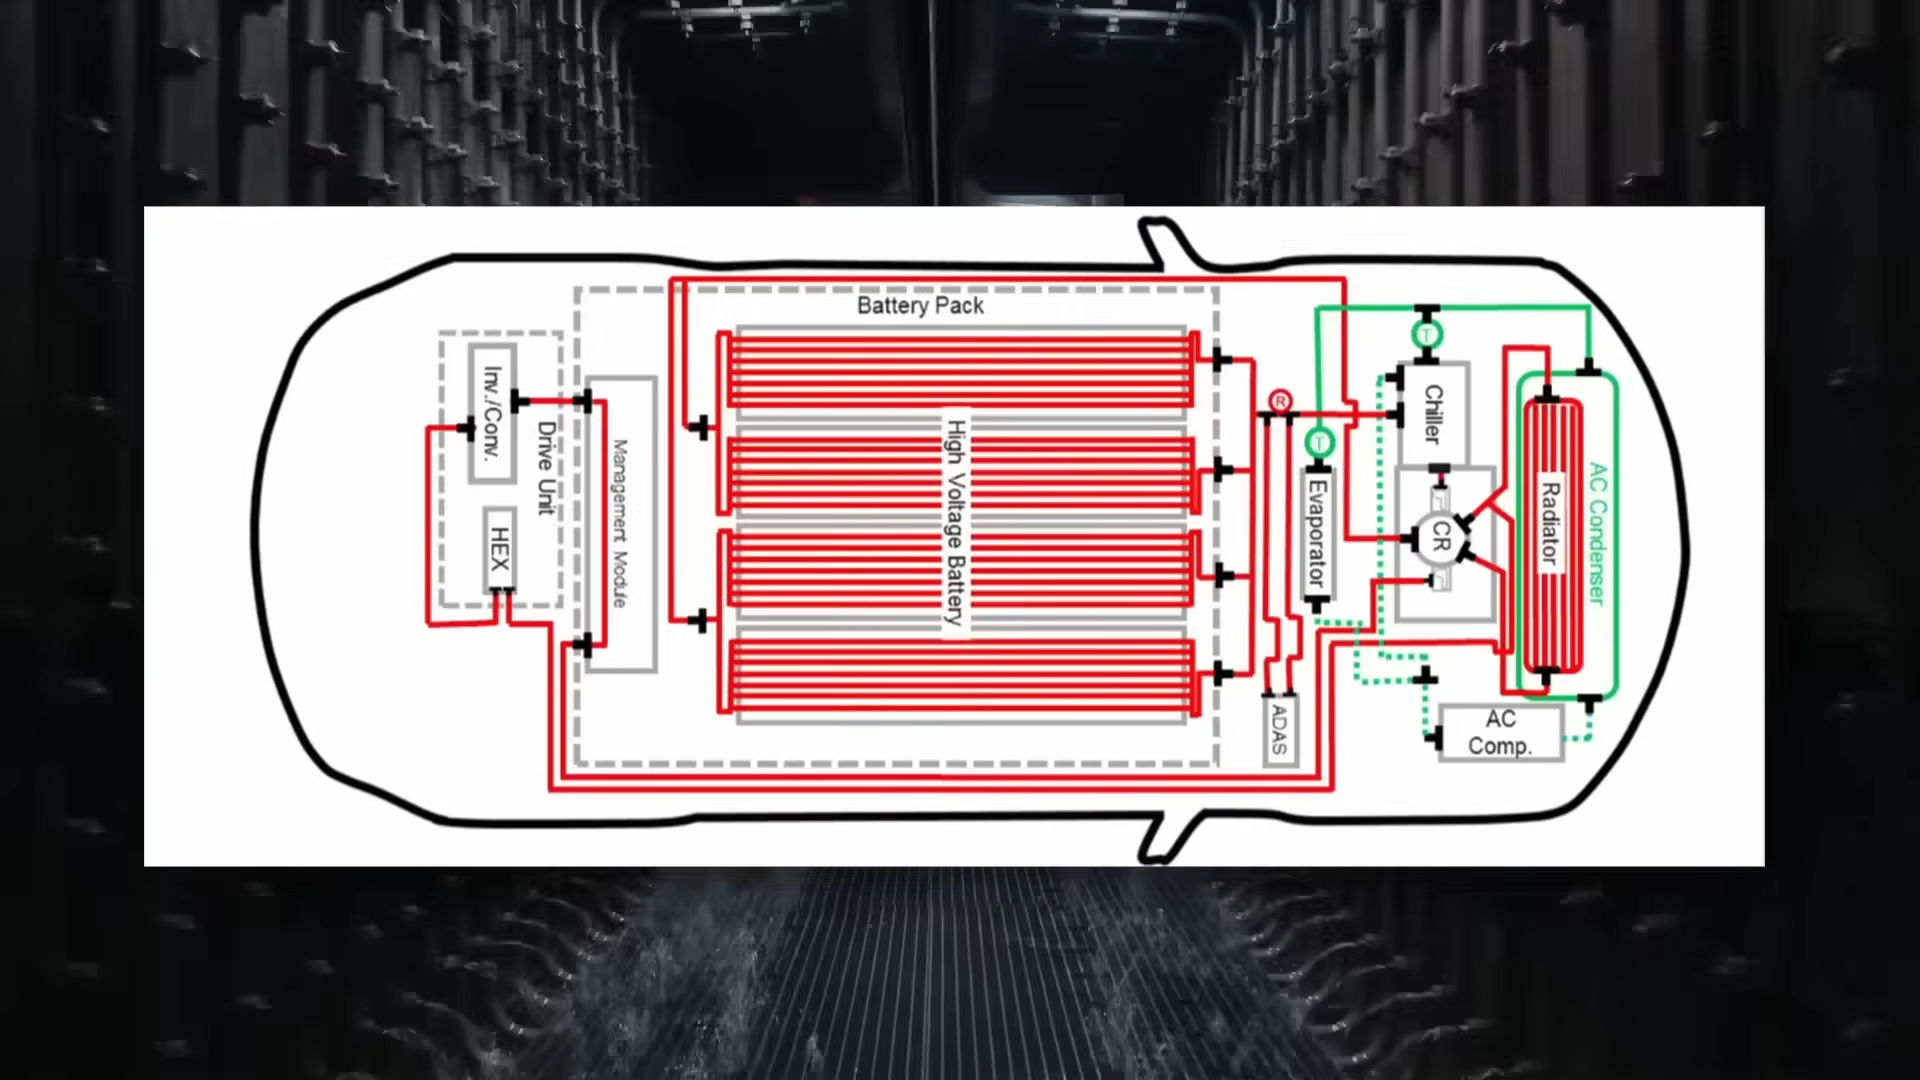 Battery Pack
Inv./Conv.
Drive Unit
HEX
Management Module
High Voltage Battery
R
T
T
Evaporator
ADAS
Chiller
CR
Radiator
AC Condenser
AC
Comp.